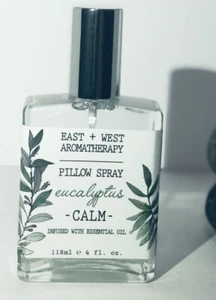 EAST + WEST
AROMATHERAPY
PILLOW SPRAY
eucalyptus
-CALM-
INFUSED WITH ESSENTIAL OIL
118ml ℮ 4 fl. oz.